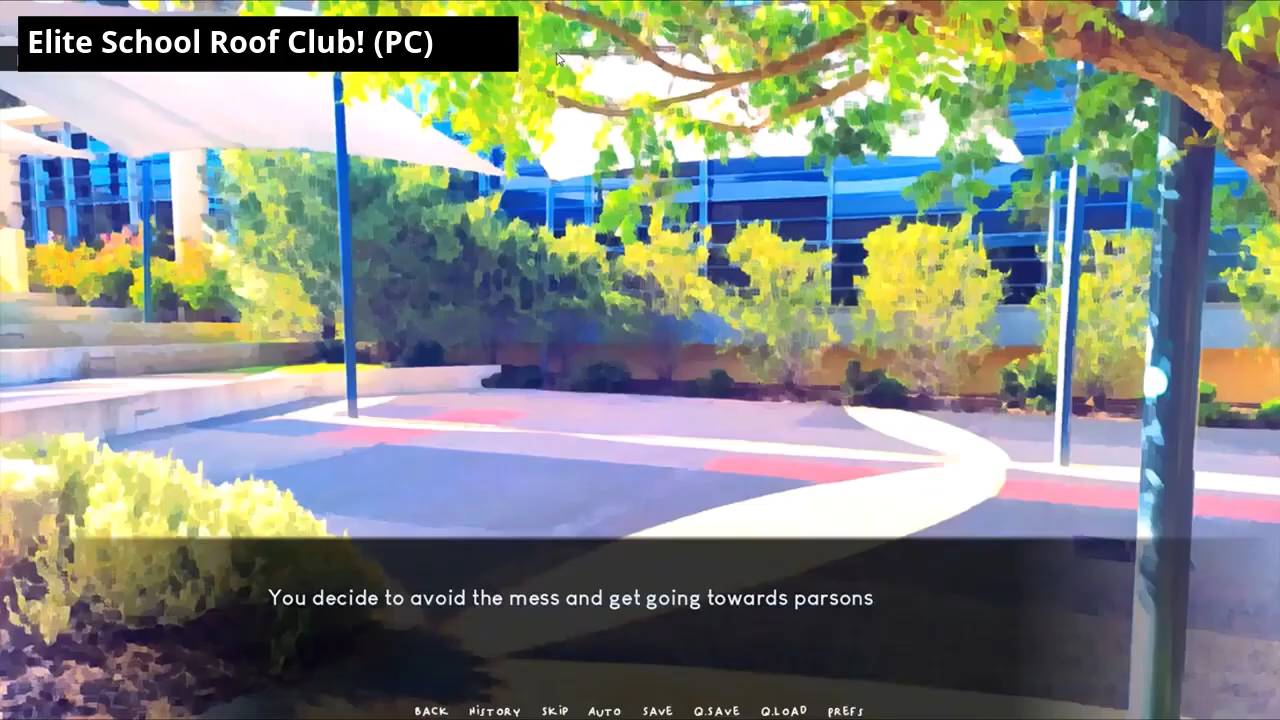 Elite School Roof Club! (PC)
You decide to avoid the mess and get going towards parsons
BACK HISTORY SKIP AUTO SAVE Q.SAVE Q.LOAD PREFS